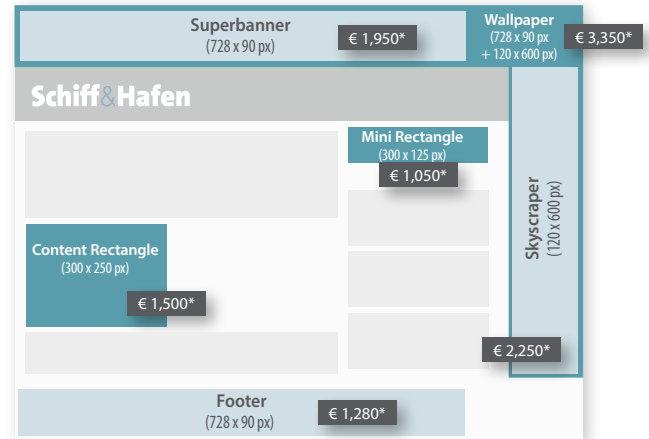 Superbanner
(728 x 90 px)
€ 1,950*
Wallpaper
(728 x 90 px
+ 120 x 600 px)
€ 3,350*
Schiff&Hafen
Mini Rectangle
(300 x 125 px)
€ 1,050*
Skyscraper
(120 x 600 px)
€ 2,250*
Content Rectangle
(300 x 250 px)
€ 1,500*
Footer
(728 x 90 px)
€ 1,280*